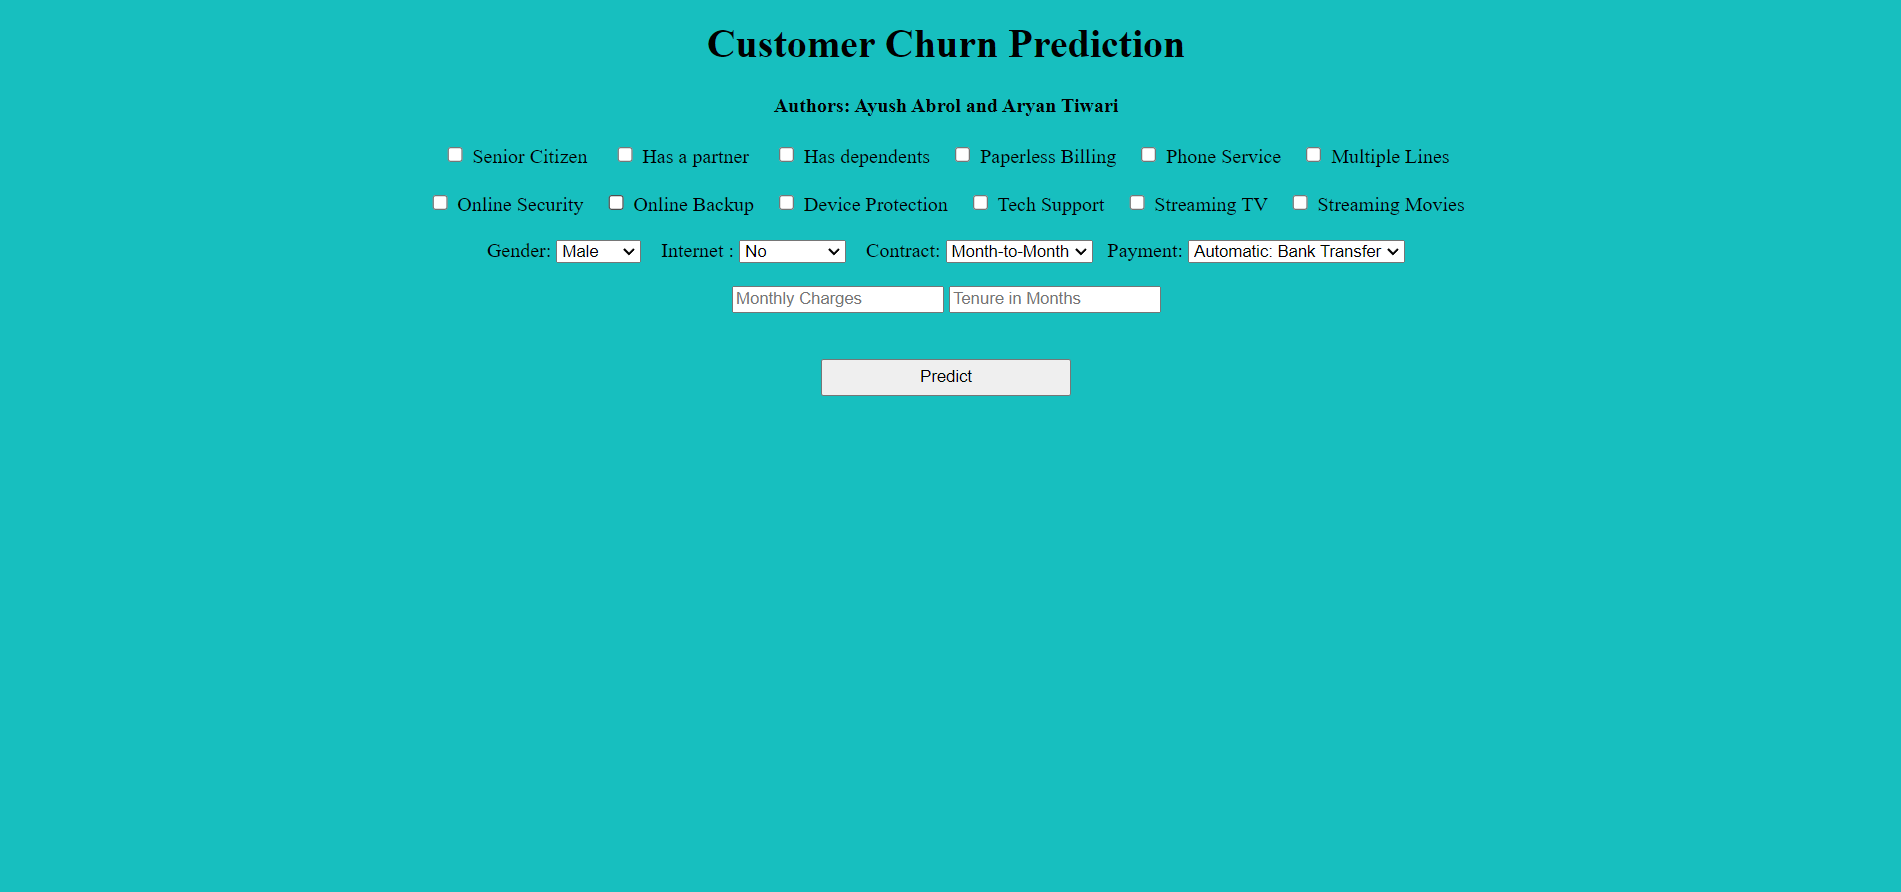 Customer Churn Prediction
Authors: Ayush Abrol and Aryan Tiwari
Senior Citizen Has a partner Has dependents Paperless Billing Phone Service Multiple Lines
Online Security Online Backup Device Protection Tech Support Streaming TV Streaming Movies
Gender: Male Internet : No Contract: Month-to-Month Payment: Automatic: Bank Transfer
Monthly Charges Tenure in Months
Predict